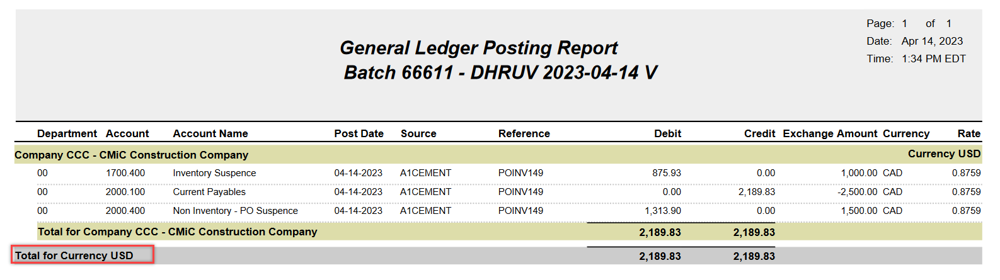 Page: 1 of 1
Date: Apr 14, 2023
Time: 1:34 PM EDT
General Ledger Posting Report
Batch 66611 - DHRUV 2023-04-14 V
Department Account Account Name Post Date Source Reference Debit Credit Exchange Amount Currency Rate
Company CCC - CMiC Construction Company Currency USD
00 1700.400 Inventory Suspence 04-14-2023 A1CEMENT POINV149 875.93 0.00 1,000.00 CAD 0.8759
00 2000.100 Current Payables 04-14-2023 A1CEMENT POINV149 0.00 2,189.83 -2,500.00 CAD 0.8759
00 2000.400 Non Inventory - PO Suspence 04-14-2023 A1CEMENT POINV149 1,313.90 0.00 1,500.00 CAD 0.8759
Total for Company CCC - CMiC Construction Company 2,189.83 2,189.83
Total for Currency USD 2,189.83 2,189.83